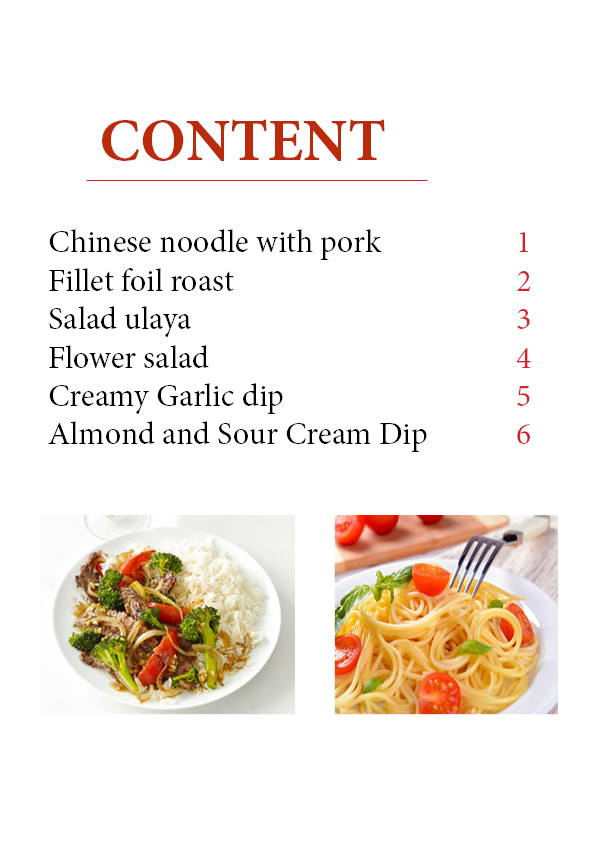 CONTENT
Chinese noodle with pork 1
Fillet foil roast 2
Salad ulaya 3
Flower salad 4
Creamy Garlic dip 5
Almond and Sour Cream Dip 6